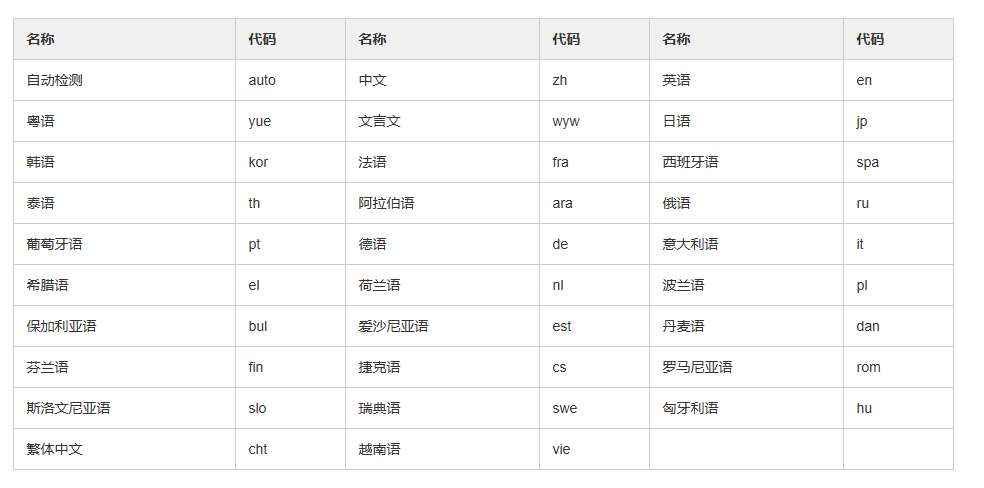 名称 代码 名称 代码 名称 代码
自动检测 auto 中文 zh 英语 en
粤语 yue 文言文 wyw 日语 jp
韩语 kor 法语 fra 西班牙语 spa
泰语 th 阿拉伯语 ara 俄语 ru
葡萄牙语 pt 德语 de 意大利语 it
希腊语 el 荷兰语 nl 波兰语 pl
保加利亚语 bul 爱沙尼亚语 est 丹麦语 dan
芬兰语 fin 捷克语 cs 罗马尼亚语 rom
斯洛文尼亚语 slo 瑞典语 swe 匈牙利语 hu
繁体中文 cht 越南语 vie